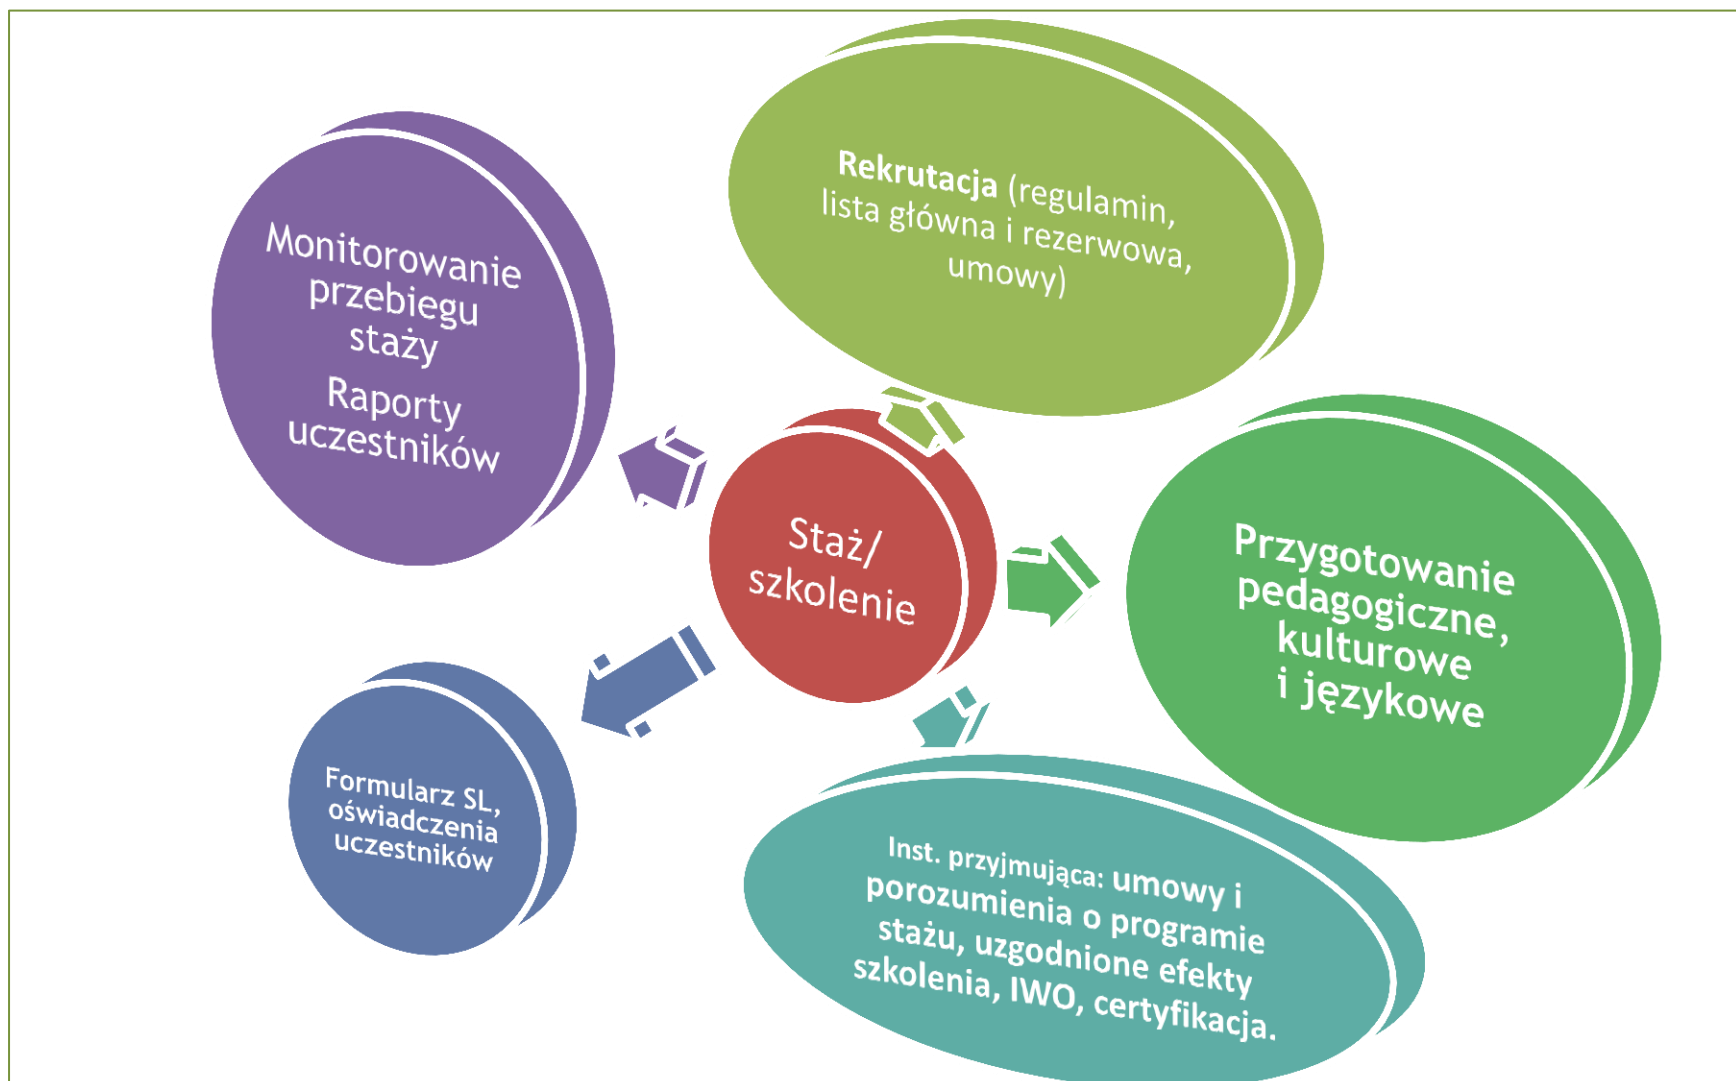 Rekrutacja (regulamin,
lista główna i rezerwowa,
umowy)
Monitorowanie
przebiegu
staży
Raporty
uczestników
Staż/
szkolenie
Przygotowanie
pedagogiczne,
kulturowe
i językowe
Formularz SL,
oświadczenia
uczestników
Inst. przyjmująca: umowy i
porozumienia o programie
stażu, uzgodnione efekty
szkolenia, IWO, certyfikacja.